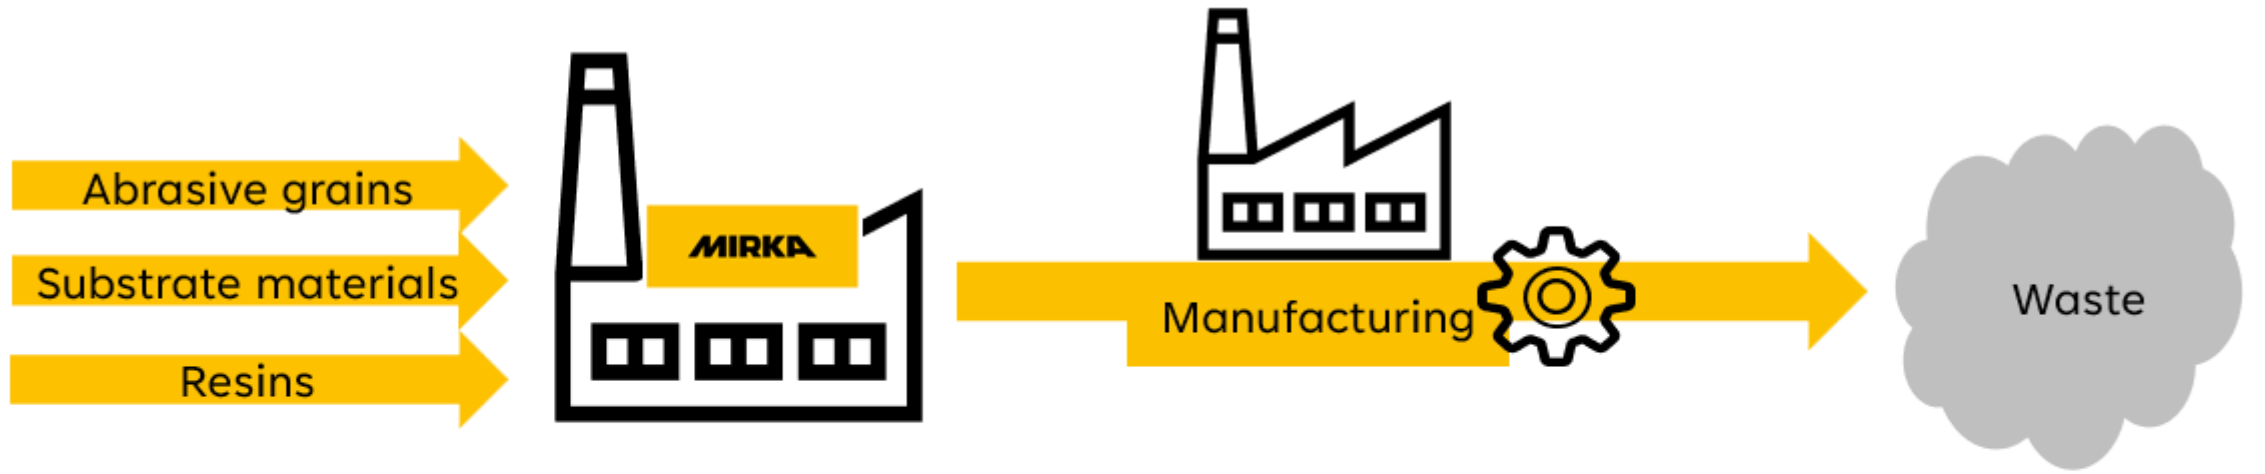 Abrasive grains
Substrate materials
Resins
MIRKA
Manufacturing
Waste